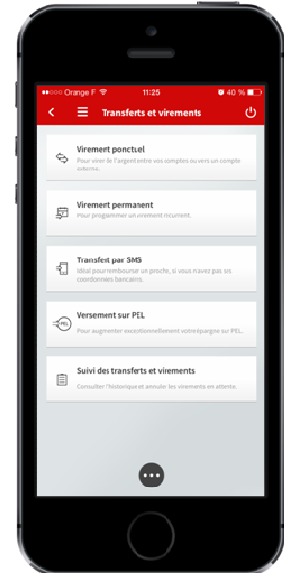 Orange F 11:25 40 %
Transferts et virements
Virement ponctuel
Pour virer de l'argent entre vos comptes ou vers un compte
externe.
Virement permanent
Pour programmer un virement récurrent.
Transfert par SMS
Idéal pour rembourser un proche, si vous n'avez pas ses
coordonnées bancaires.
Versement sur PEL
PEL
Pour augmenter exceptionnellement votre épargne sur PEL.
Suivi des transferts et virements
Consulter l'historique et annuler les virements en attente.